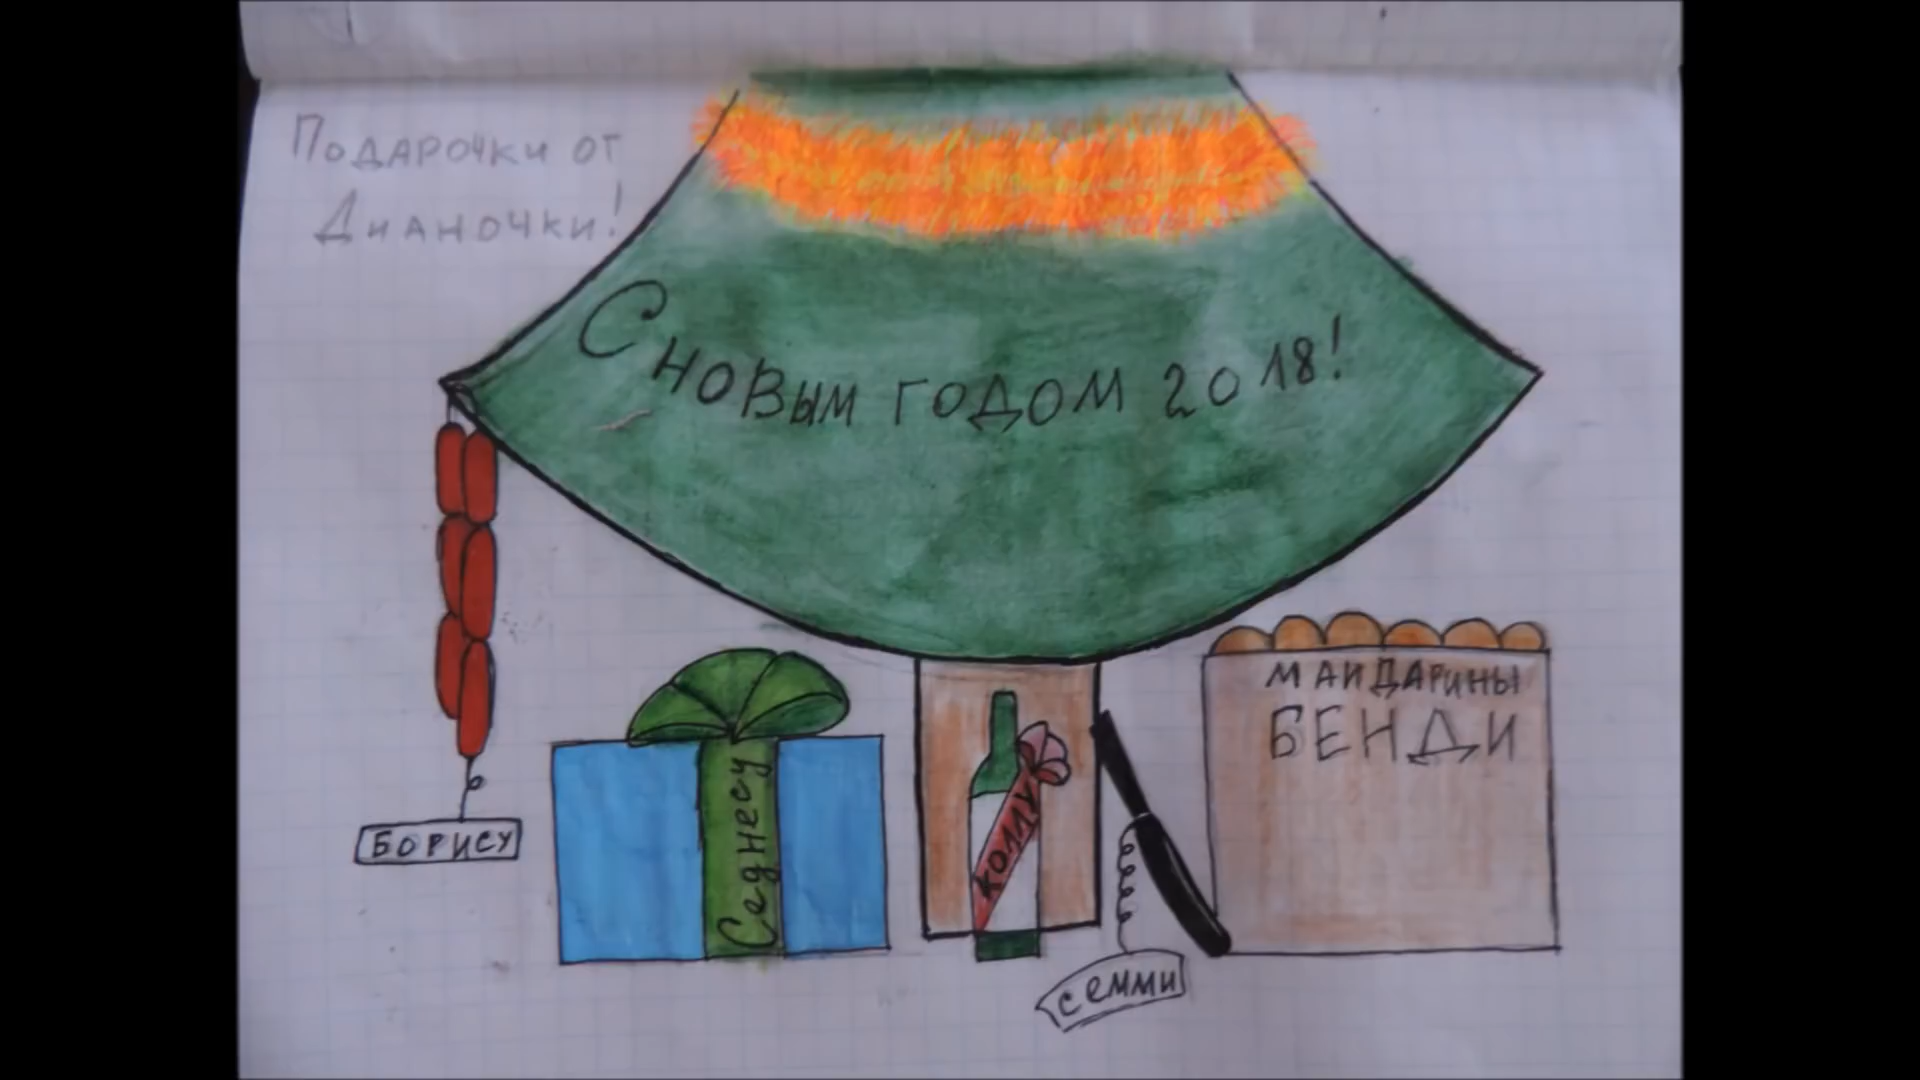 Подарочки от
Дианочки!
С новым годом 2018!
МАНДАРИНЫ
БЕНДИ
Седнесу
Коллу
БОРИСУ
Семми